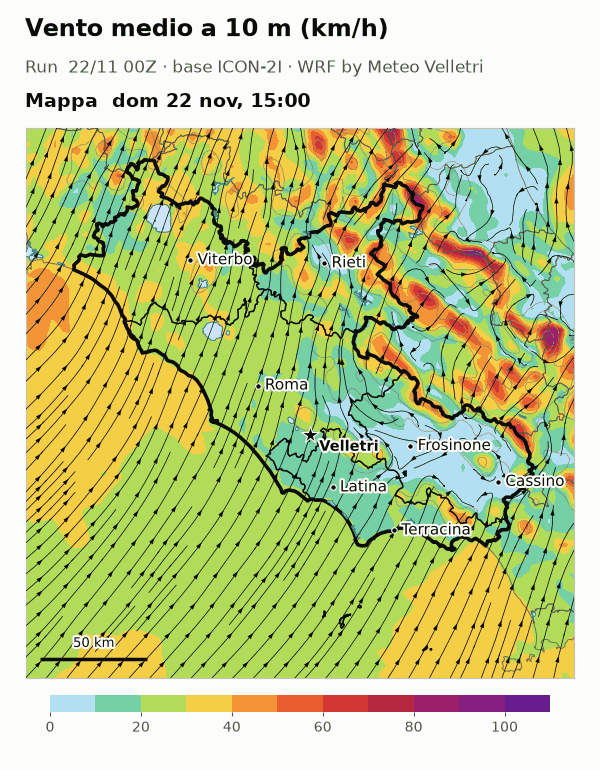 Vento medio a 10 m (km/h)
Run  22/11 00Z · base ICON-2I · WRF by Meteo Velletri
Mappa  dom 22 nov, 15:00
Viterbo
Rieti
Roma
Velletri
Frosinone
Latina
Cassino
Terracina
50 km
0 20 40 60 80 100